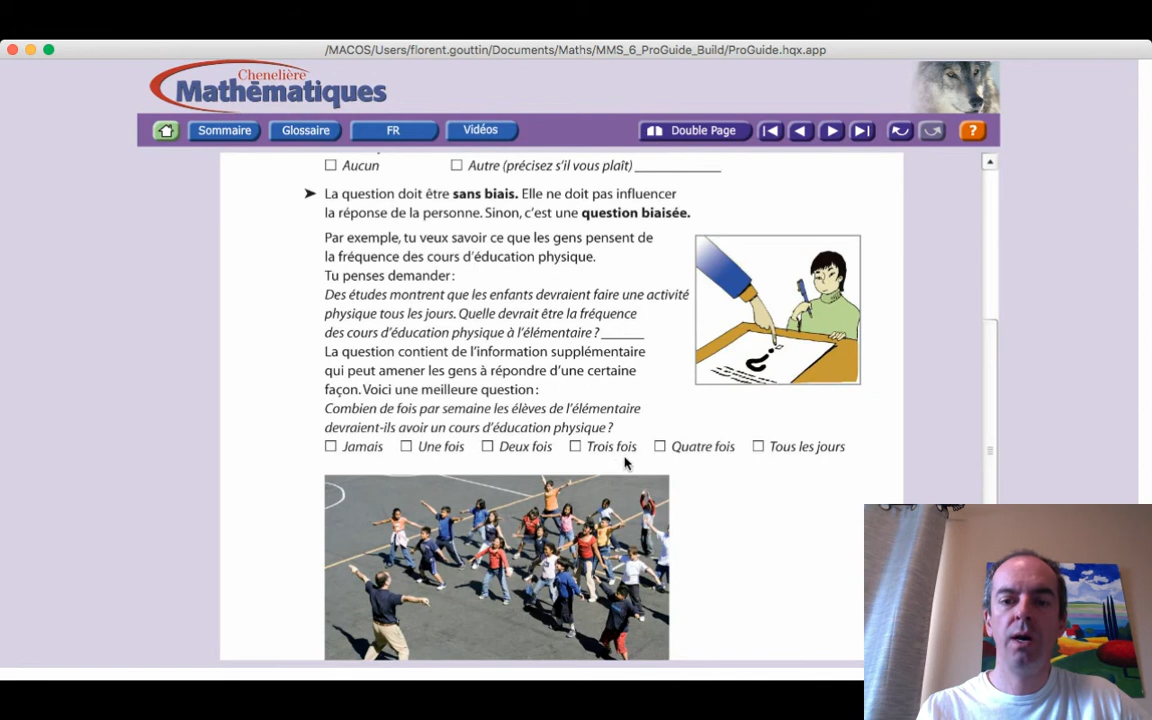 /MACOS/Users/florent.gouttin/Documents/Maths/MMS_6_ProGuide_Build/ProGuide.hqx.app
Chenelière
Mathēmatiques
Sommaire
Glossaire
FR
Vidéos
Double Page
?
Aucun
Autre (précisez s'il vous plaît)
La question doit être sans biais. Elle ne doit pas influencer
la réponse de la personne. Sinon, c'est une question biaisée.
Par exemple, tu veux savoir ce que les gens pensent de
la fréquence des cours d'éducation physique.
Tu penses demander :
Des études montrent que les enfants devraient faire une activité
physique tous les jours. Quelle devrait être la fréquence
des cours d'éducation physique à l'élémentaire ?
La question contient de l'information supplémentaire
qui peut amener les gens à répondre d'une certaine
façon. Voici une meilleure question :
Combien de fois par semaine les élèves de l'élémentaire
devraient-ils avoir un cours d'éducation physique ?
Jamais Une fois Deux fois Trois fois Quatre fois Tous les jours